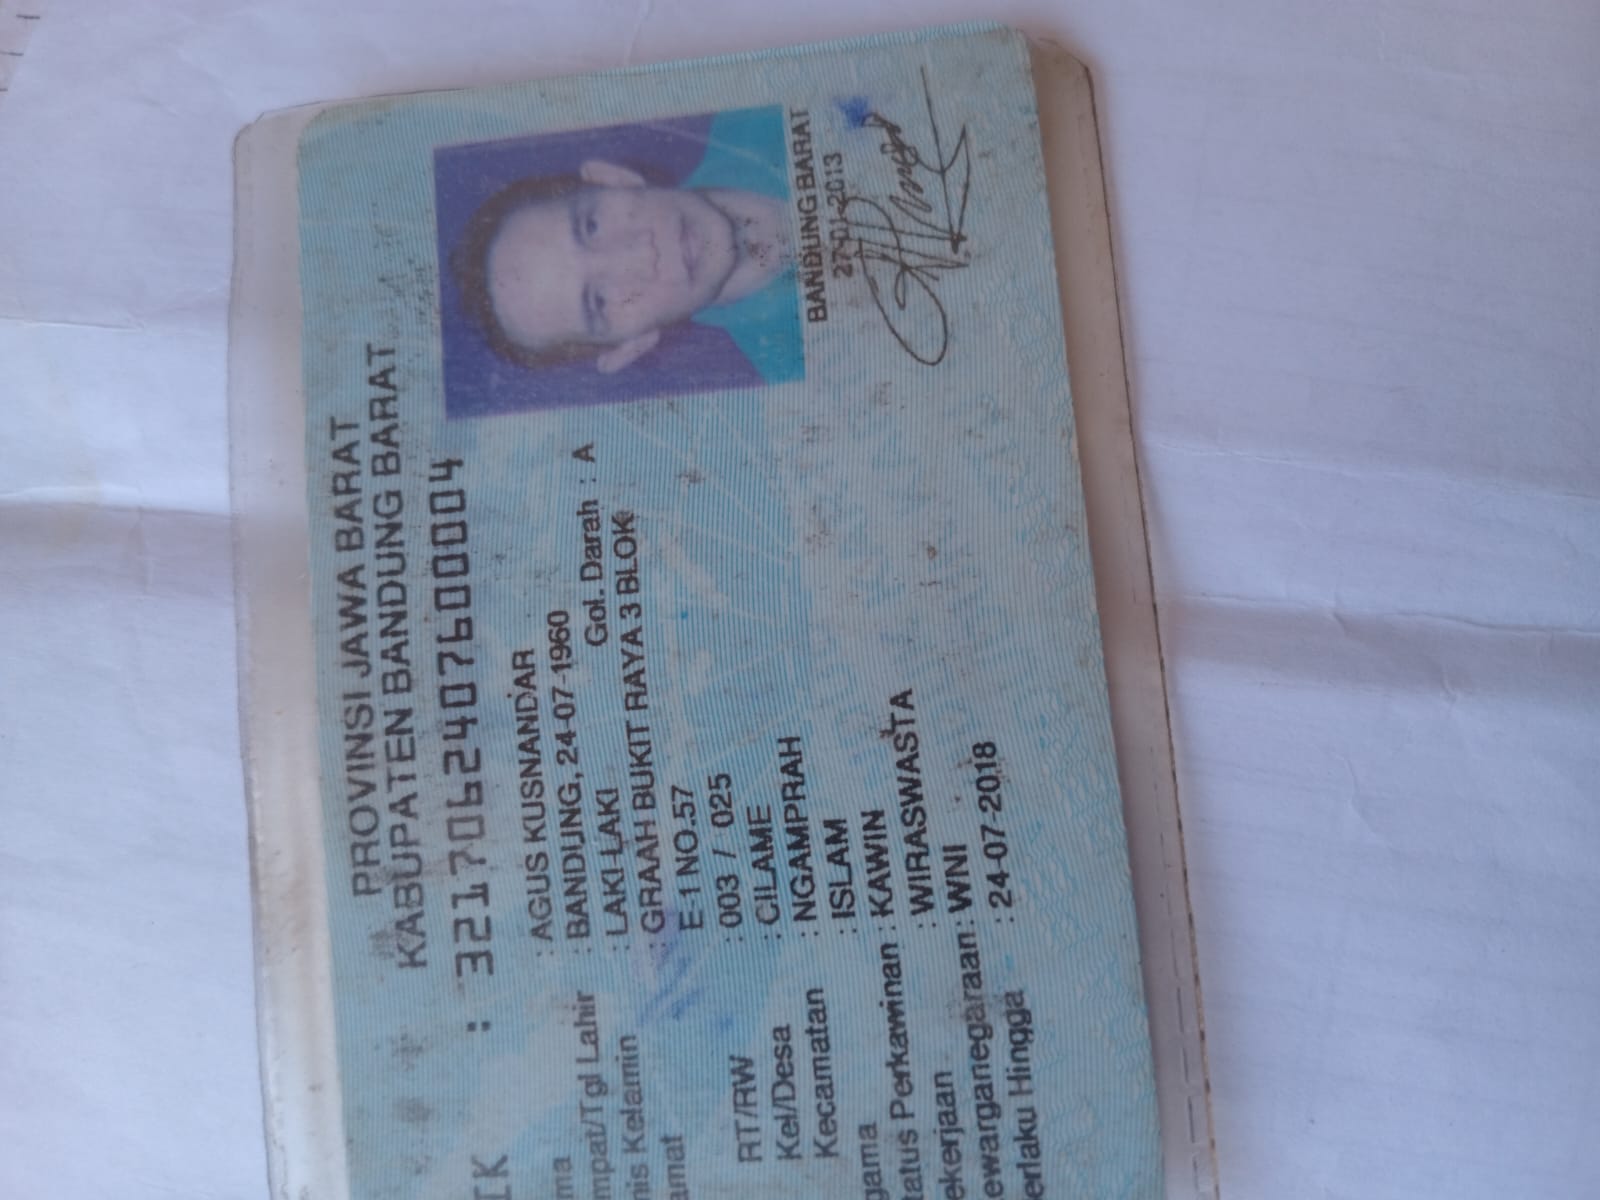 PROVINSI JAWA BARAT
KABUPATEN BANDUNG BARAT
IK : 3217062407600004
ma : AGUS KUSNANDAR
mpat/Tgl Lahir : BANDUNG, 24-07-1960
nis Kelamin : LAKI-LAKI Gol. Darah : A
amat : GRAAH BUKIT RAYA 3 BLOK
E-1 NO.57
RT/RW : 003 / 025
Kel/Desa : CILAME
Kecamatan : NGAMPRAH
gama : ISLAM
tatus Perkawinan : KAWIN
ekerjaan : WIRASWASTA
ewarganegaraan : WNI
erlaku Hingga : 24-07-2018
BANDUNG BARAT
27-01-2013